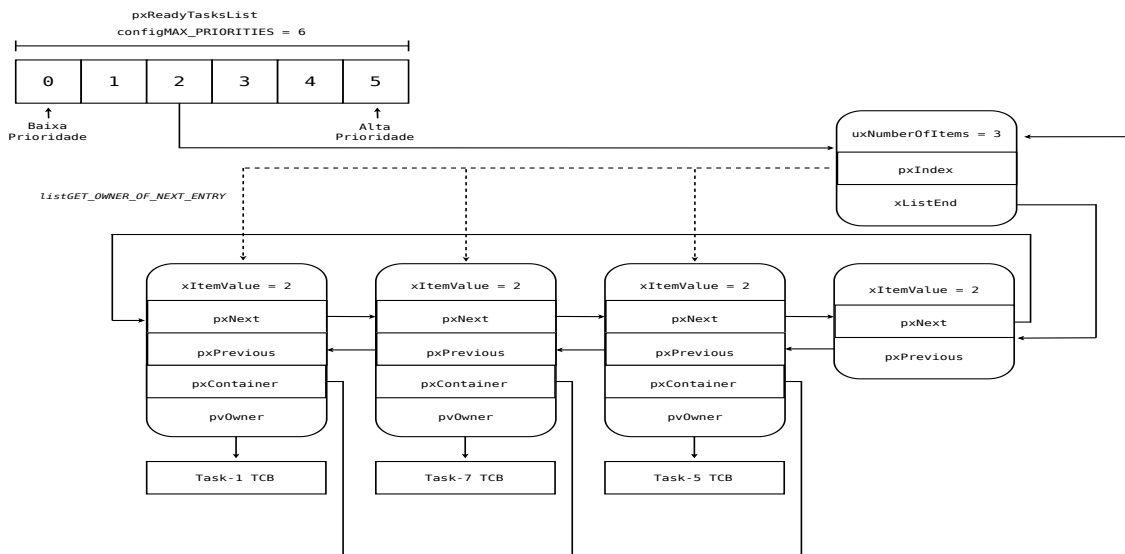 pxReadyTasksList
configMAX_PRIORITIES = 6
0 1 2 3 4 5
Baixa
Prioridade
Alta
Prioridade
uxNumberOfItems = 3
pxIndex
xListEnd
listGET_OWNER_OF_NEXT_ENTRY
xItemValue = 2
pxNext
pxPrevious
pxContainer
pvOwner
Task-1 TCB
xItemValue = 2
pxNext
pxPrevious
pxContainer
pvOwner
Task-7 TCB
xItemValue = 2
pxNext
pxPrevious
pxContainer
pvOwner
Task-5 TCB
xItemValue = 2
pxNext
pxPrevious